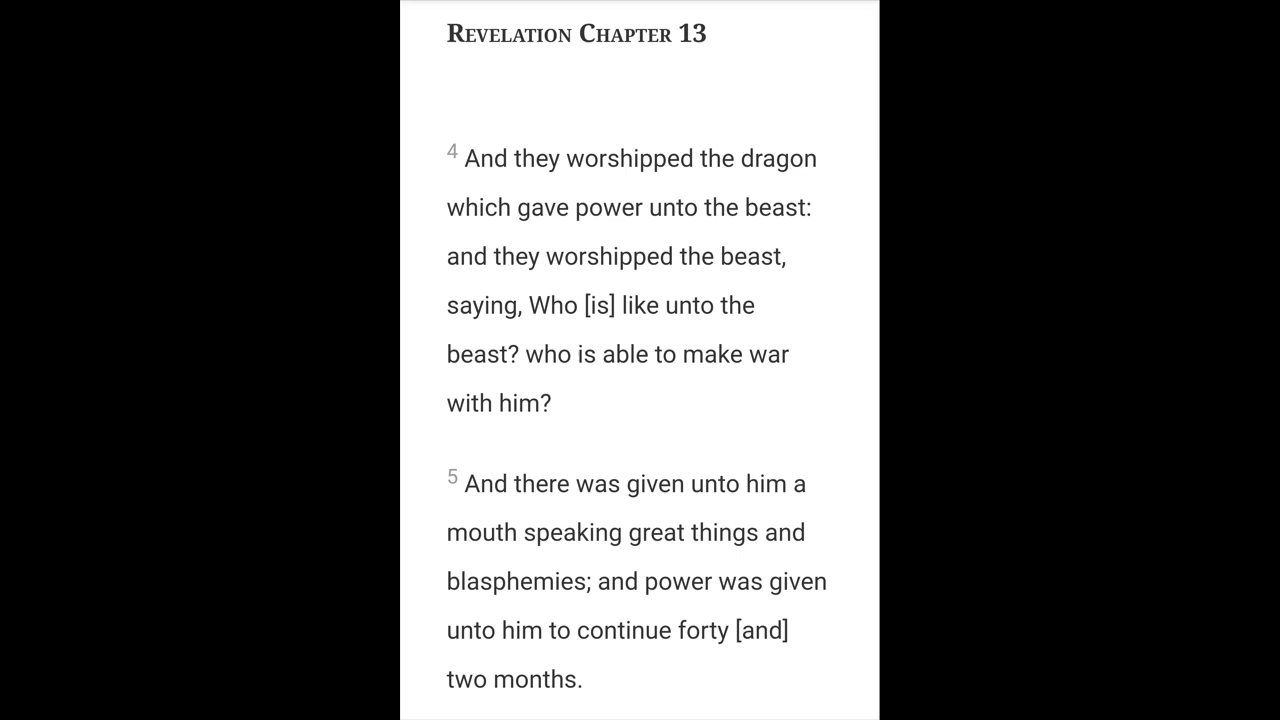 Revelation Chapter 13
4 And they worshipped the dragon
which gave power unto the beast:
and they worshipped the beast,
saying, Who [is] like unto the
beast? who is able to make war
with him?
5 And there was given unto him a
mouth speaking great things and
blasphemies; and power was given
unto him to continue forty [and]
two months.